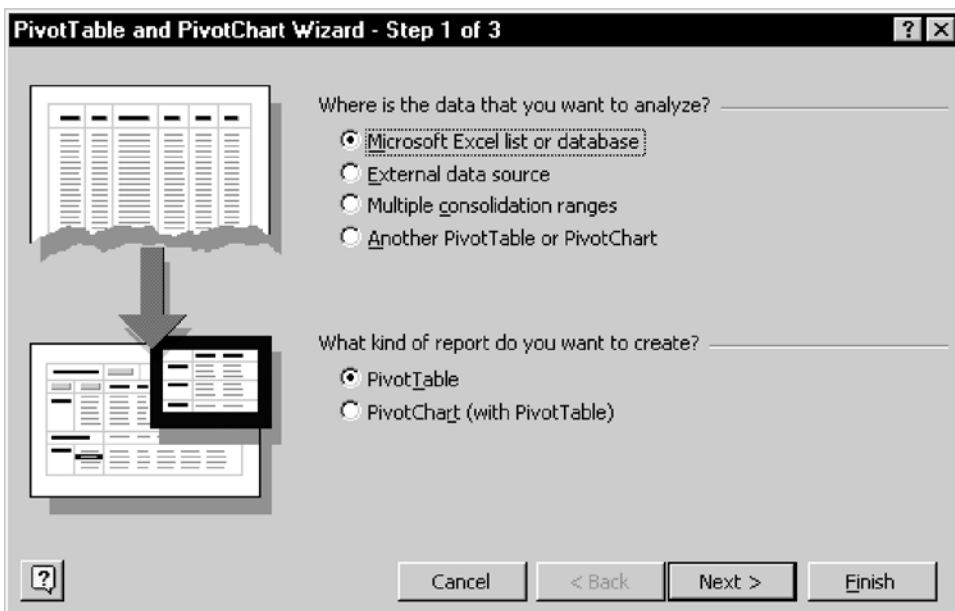 PivotTable and PivotChart Wizard - Step 1 of 3
Where is the data that you want to analyze?
Microsoft Excel list or database
External data source
Multiple consolidation ranges
Another PivotTable or PivotChart
What kind of report do you want to create?
PivotTable
PivotChart (with PivotTable)
Cancel < Back Next > Finish